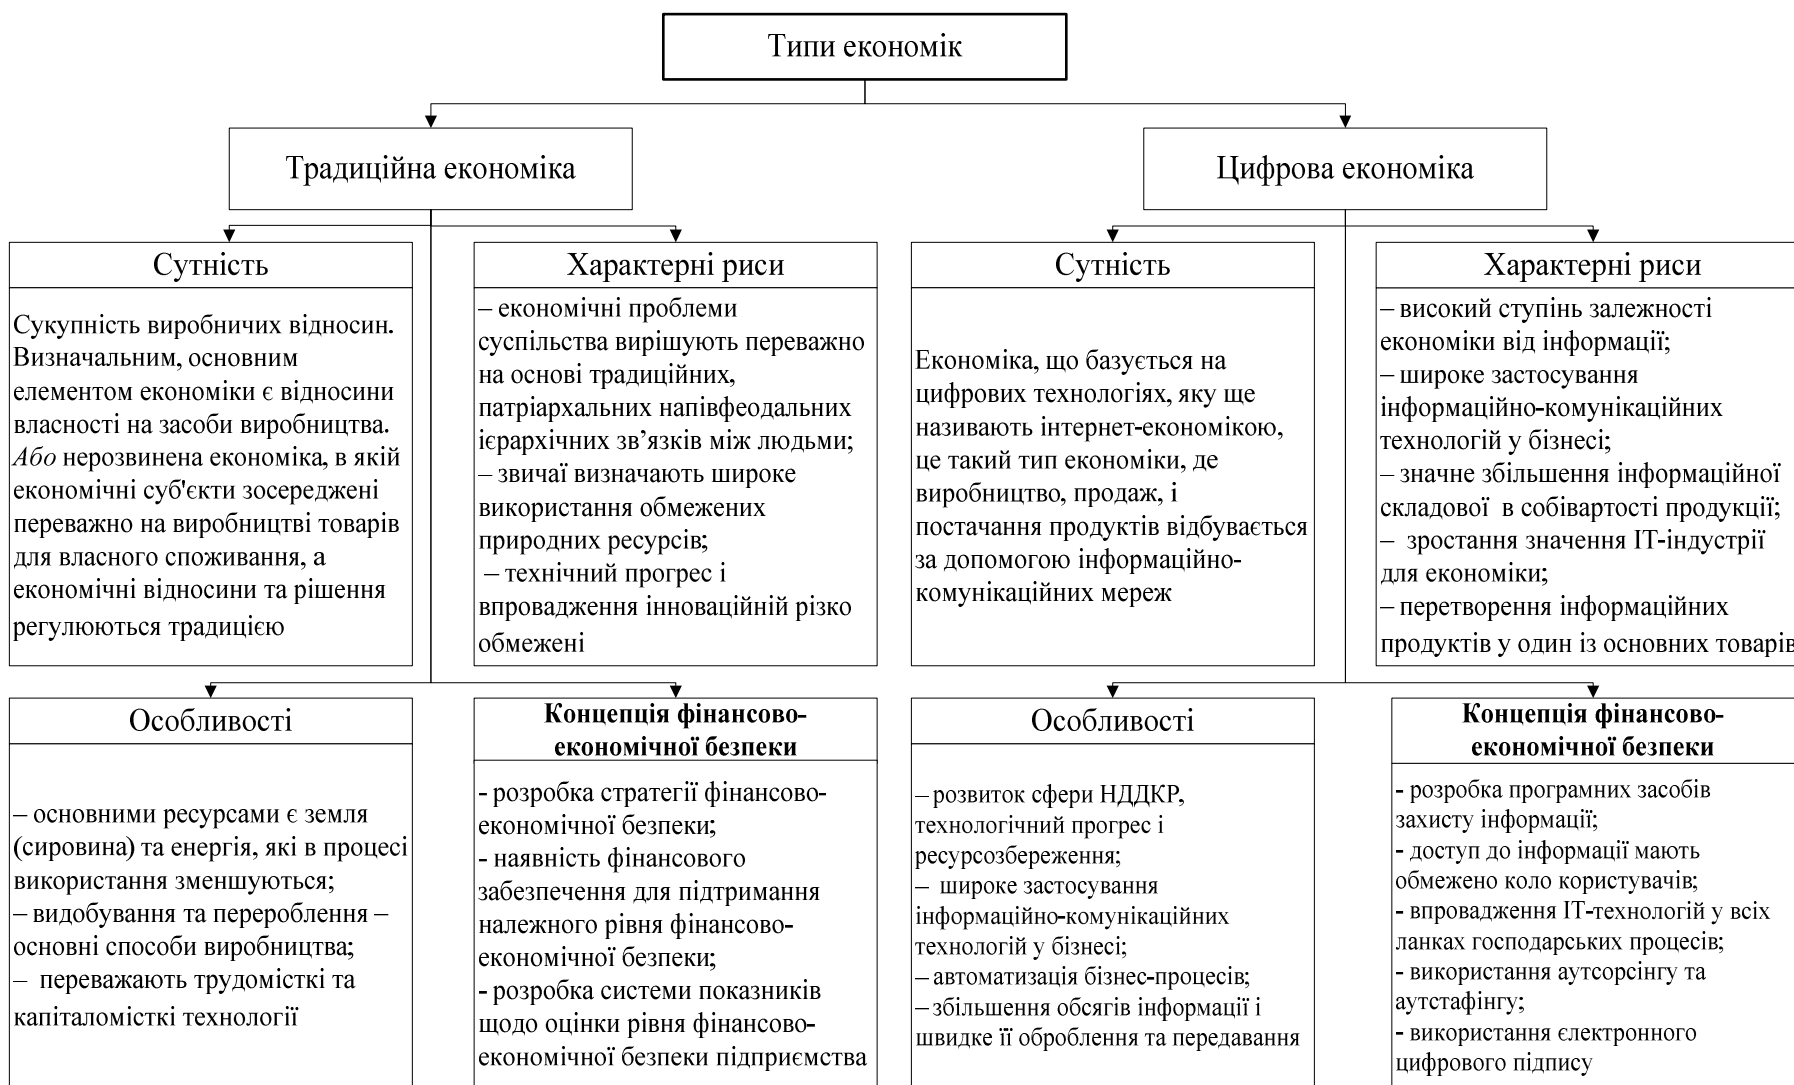 Типи економік
Традиційна економіка
Цифрова економіка
Сутність
Сукупність виробничих відносин.
Визначальним, основним
елементом економіки є відносини
власності на засоби виробництва.
Або нерозвинена економіка, в якій
економічні суб'єкти зосереджені
переважно на виробництві товарів
для власного споживання, а
економічні відносини та рішення
регулюються традицією
Характерні риси
– економічні проблеми
суспільства вирішують переважно
на основі традиційних,
патріархальних напівфеодальних
ієрархічних зв’язків між людьми;
– звичаї визначають широке
використання обмежених
природних ресурсів;
– технічний прогрес і
впровадження інноваційній різко
обмежені
Сутність
Економіка, що базується на
цифрових технологіях, яку ще
називають інтернет-економікою,
це такий тип економіки, де
виробництво, продаж, і
постачання продуктів відбувається
за допомогою інформаційно-
комунікаційних мереж
Характерні риси
– високий ступінь залежності
економіки від інформації;
– широке застосування
інформаційно-комунікаційних
технологій у бізнесі;
– значне збільшення інформаційної
складової в собівартості продукції;
– зростання значення ІТ-індустрії
для економіки;
– перетворення інформаційних
продуктів у один із основних товарів
Особливості
– основними ресурсами є земля
(сировина) та енергія, які в процесі
використання зменшуються;
– видобування та перероблення –
основні способи виробництва;
– переважають трудомісткі та
капіталомісткі технології
Концепція фінансово-
економічної безпеки
- розробка стратегії фінансово-
економічної безпеки;
- наявність фінансового
забезпечення для підтримання
належного рівня фінансово-
економічної безпеки;
- розробка системи показників
щодо оцінки рівня фінансово-
економічної безпеки підприємства
Особливості
– розвиток сфери НДДКР,
технологічний прогрес і
ресурсозбереження;
– широке застосування
інформаційно-комунікаційних
технологій у бізнесі;
– автоматизація бізнес-процесів;
– збільшення обсягів інформації і
швидке її оброблення та передавання
Концепція фінансово-
економічної безпеки
- розробка програмних засобів
захисту інформації;
- доступ до інформації мають
обмежено коло користувачів;
- впровадження ІТ-технологій у всіх
ланках господарських процесів;
- використання аутсорсінгу та
аутстафінгу;
- використання єлектронного
цифрового підпису